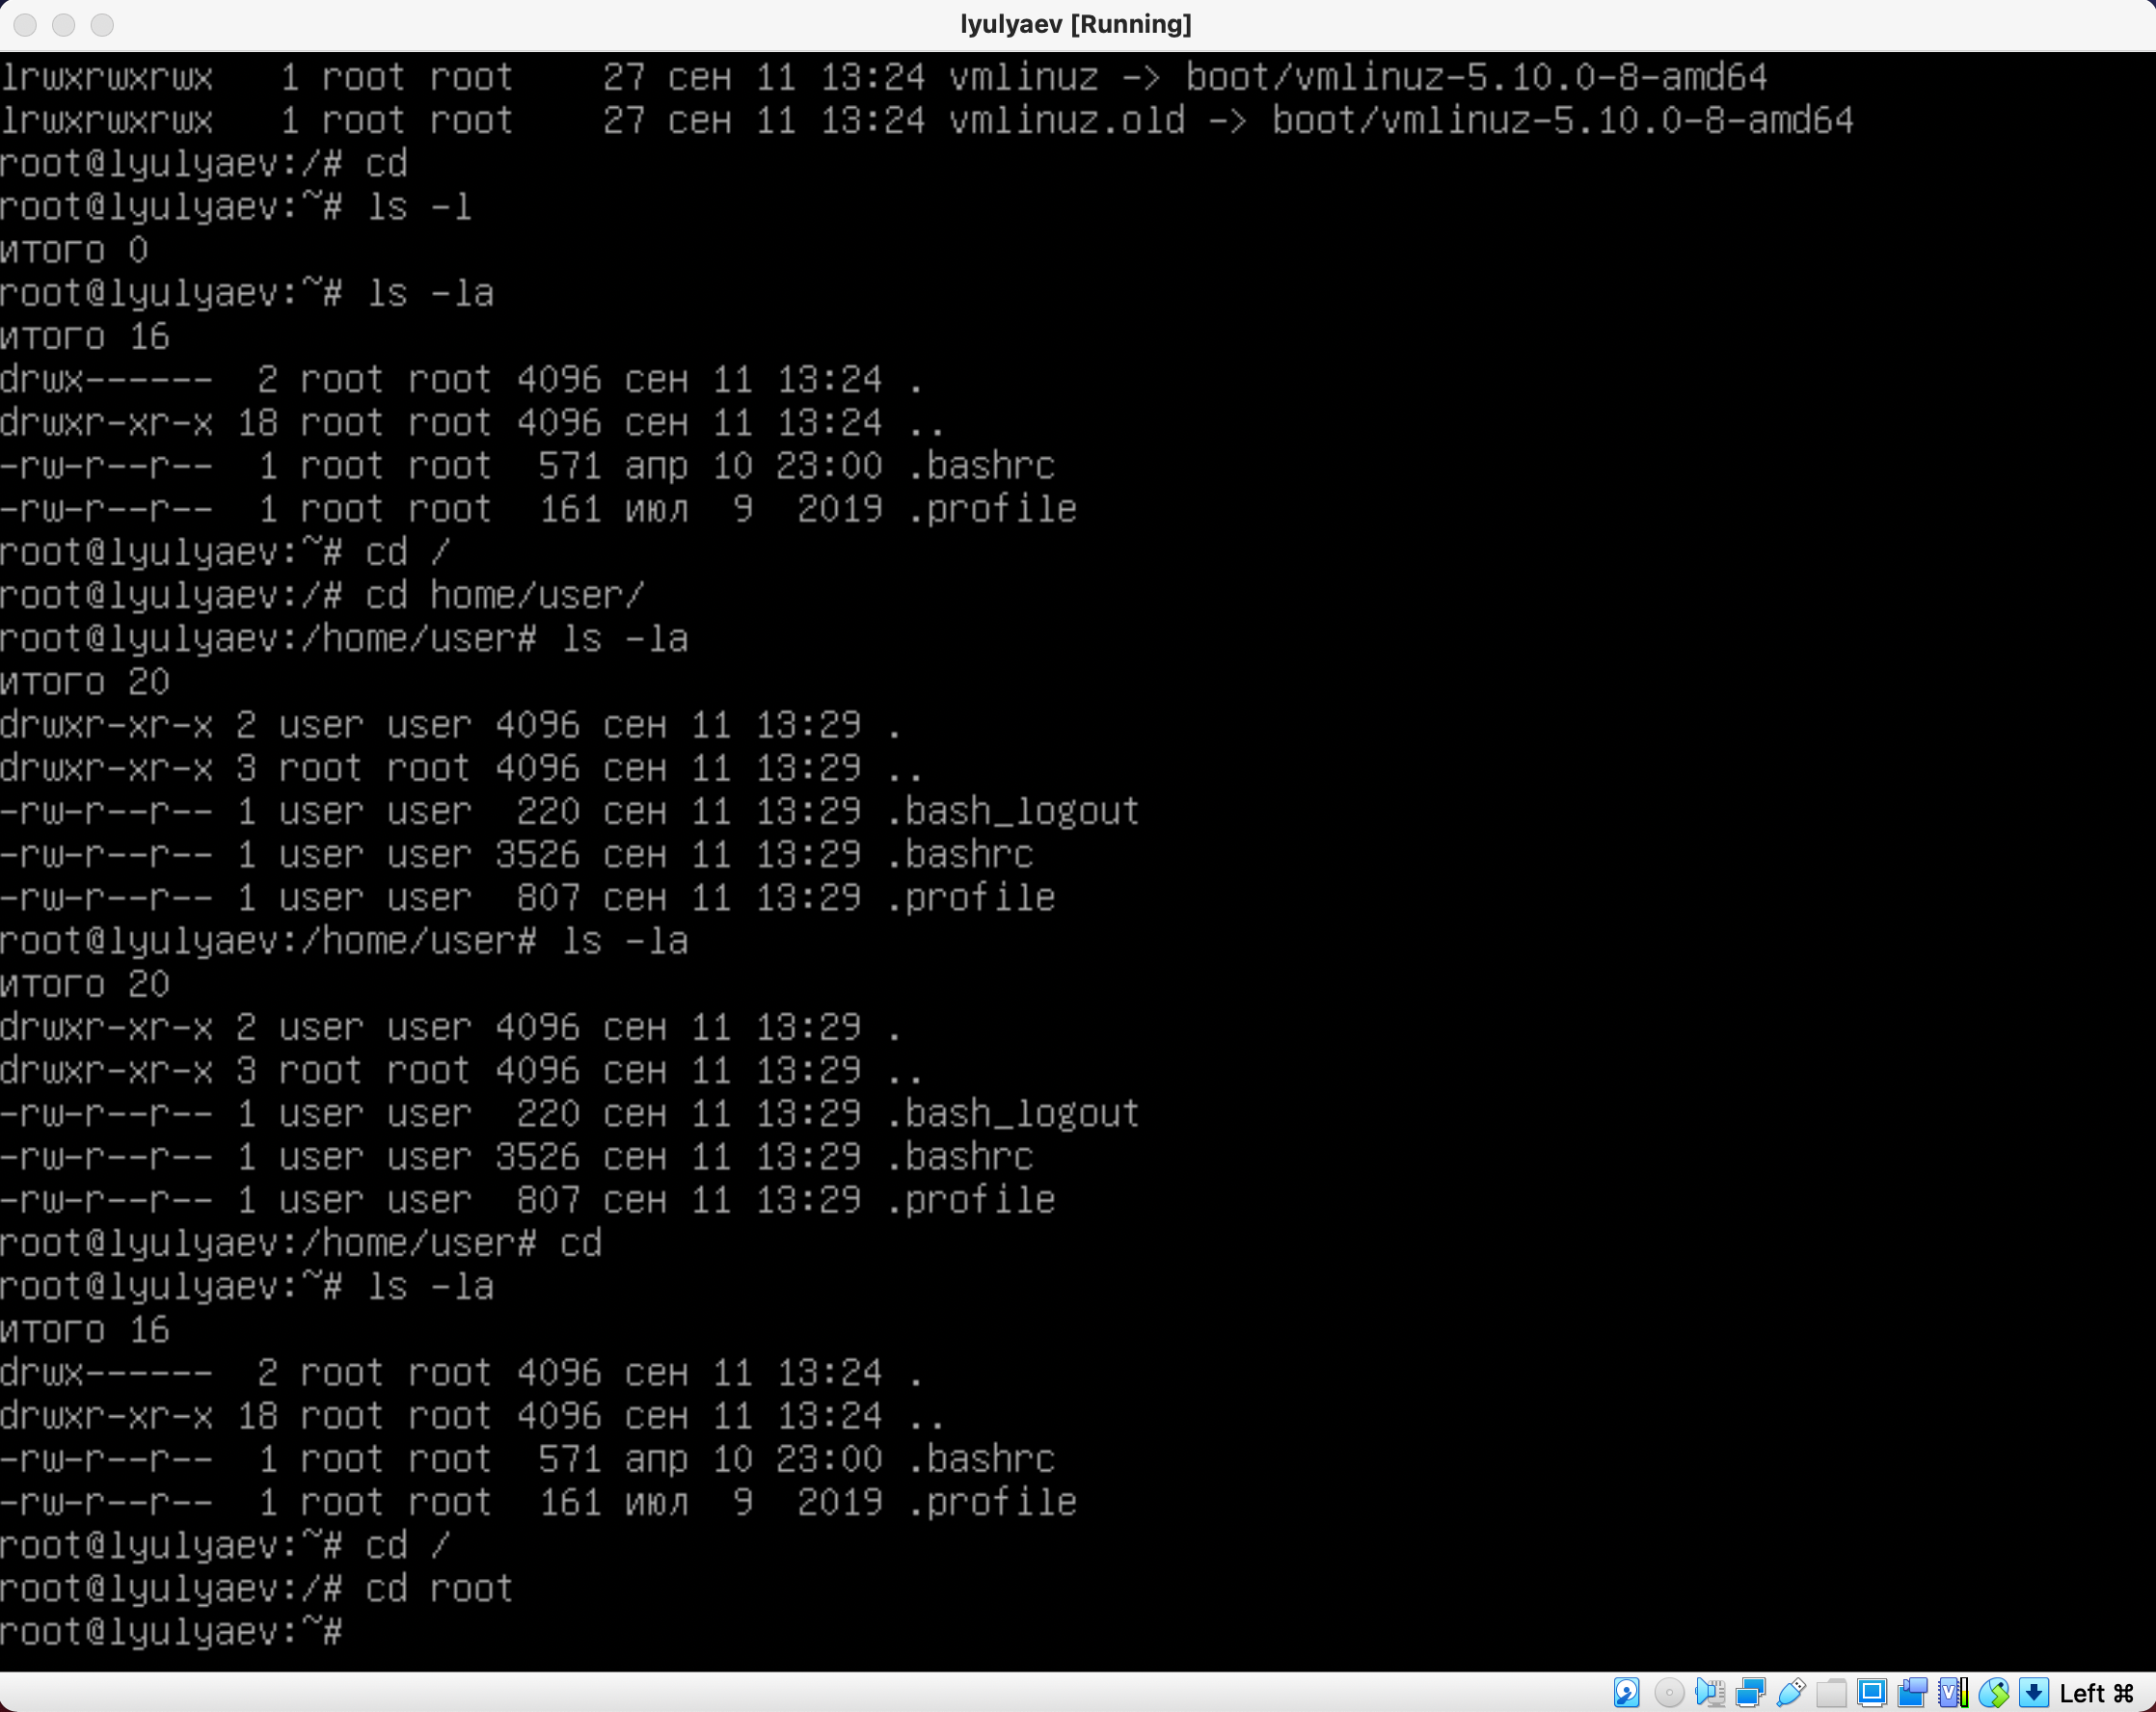 lyulyaev [Running]
lrwxrwxrwx   1 root root    27 сен 11 13:24 vmlinuz -> boot/vmlinuz-5.10.0-8-amd64
lrwxrwxrwx   1 root root    27 сен 11 13:24 vmlinuz.old -> boot/vmlinuz-5.10.0-8-amd64
root@lyulyaev:/# cd
root@lyulyaev:~# ls -l
итого 0
root@lyulyaev:~# ls -la
итого 16
drwx------  2 root root 4096 сен 11 13:24 .
drwxr-xr-x 18 root root 4096 сен 11 13:24 ..
-rw-r--r--  1 root root  571 апр 10 23:00 .bashrc
-rw-r--r--  1 root root  161 июл  9  2019 .profile
root@lyulyaev:~# cd /
root@lyulyaev:/# cd home/user/
root@lyulyaev:/home/user# ls -la
итого 20
drwxr-xr-x 2 user user 4096 сен 11 13:29 .
drwxr-xr-x 3 root root 4096 сен 11 13:29 ..
-rw-r--r-- 1 user user  220 сен 11 13:29 .bash_logout
-rw-r--r-- 1 user user 3526 сен 11 13:29 .bashrc
-rw-r--r-- 1 user user  807 сен 11 13:29 .profile
root@lyulyaev:/home/user# ls -la
итого 20
drwxr-xr-x 2 user user 4096 сен 11 13:29 .
drwxr-xr-x 3 root root 4096 сен 11 13:29 ..
-rw-r--r-- 1 user user  220 сен 11 13:29 .bash_logout
-rw-r--r-- 1 user user 3526 сен 11 13:29 .bashrc
-rw-r--r-- 1 user user  807 сен 11 13:29 .profile
root@lyulyaev:/home/user# cd
root@lyulyaev:~# ls -la
итого 16
drwx------  2 root root 4096 сен 11 13:24 .
drwxr-xr-x 18 root root 4096 сен 11 13:24 ..
-rw-r--r--  1 root root  571 апр 10 23:00 .bashrc
-rw-r--r--  1 root root  161 июл  9  2019 .profile
root@lyulyaev:~# cd /
root@lyulyaev:/# cd root
root@lyulyaev:~#
Left ⌘